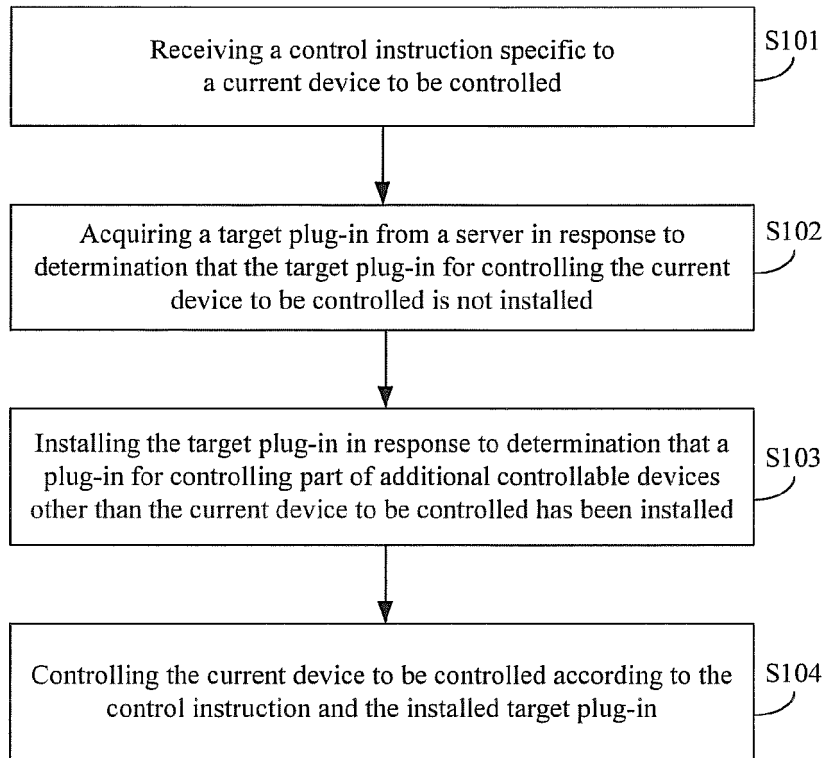 Receiving a control instruction specific to
a current device to be controlled
S101
Acquiring a target plug-in from a server in response to
determination that the target plug-in for controlling the current
device to be controlled is not installed
S102
Installing the target plug-in in response to determination that a
plug-in for controlling part of additional controllable devices
other than the current device to be controlled has been installed
S103
Controlling the current device to be controlled according to the
control instruction and the installed target plug-in
S104